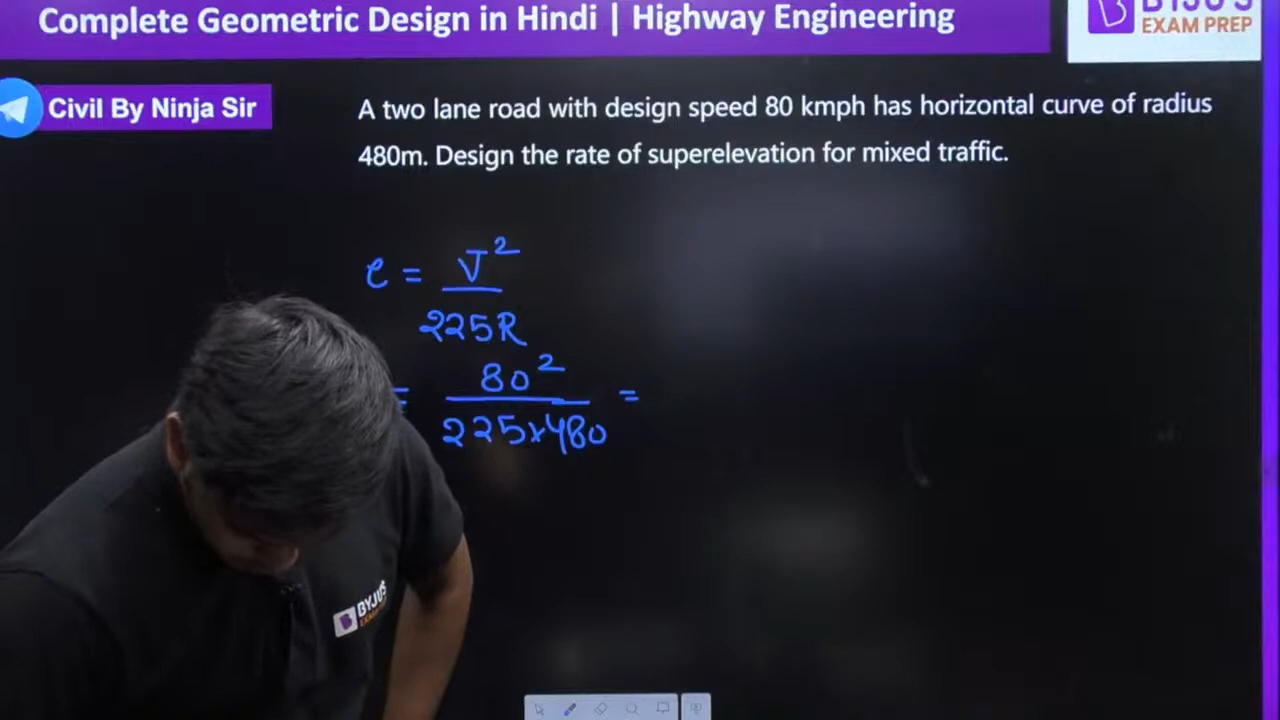 Complete Geometric Design in Hindi | Highway Engineering
BYJU'S
EXAM PREP
Civil By Ninja Sir
A two lane road with design speed 80 kmph has horizontal curve of radius
480m. Design the rate of superelevation for mixed traffic.
e = V²
225R
= 80² =
225×480
BYJU'S